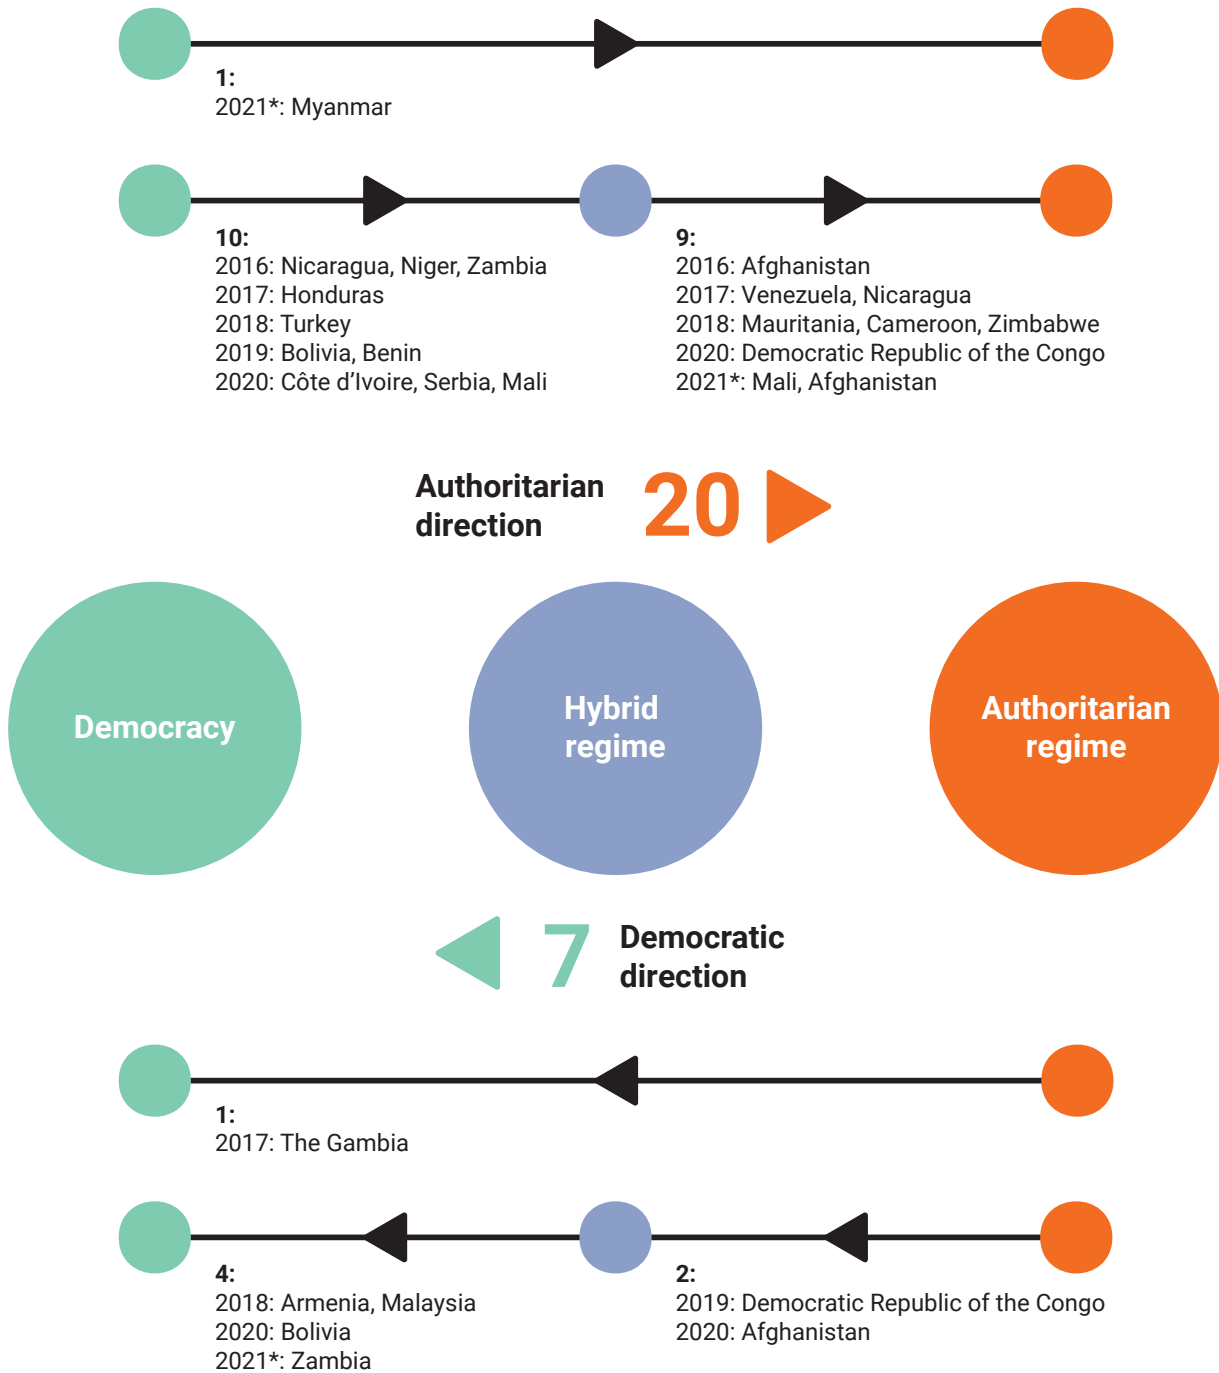 1:
2021*: Myanmar
10:
2016: Nicaragua, Niger, Zambia
2017: Honduras
2018: Turkey
2019: Bolivia, Benin
2020: Côte d’Ivoire, Serbia, Mali
9:
2016: Afghanistan
2017: Venezuela, Nicaragua
2018: Mauritania, Cameroon, Zimbabwe
2020: Democratic Republic of the Congo
2021*: Mali, Afghanistan
Authoritarian
direction
20
Democracy
Hybrid
regime
Authoritarian
regime
7
Democratic
direction
1:
2017: The Gambia
4:
2018: Armenia, Malaysia
2020: Bolivia
2021*: Zambia
2:
2019: Democratic Republic of the Congo
2020: Afghanistan